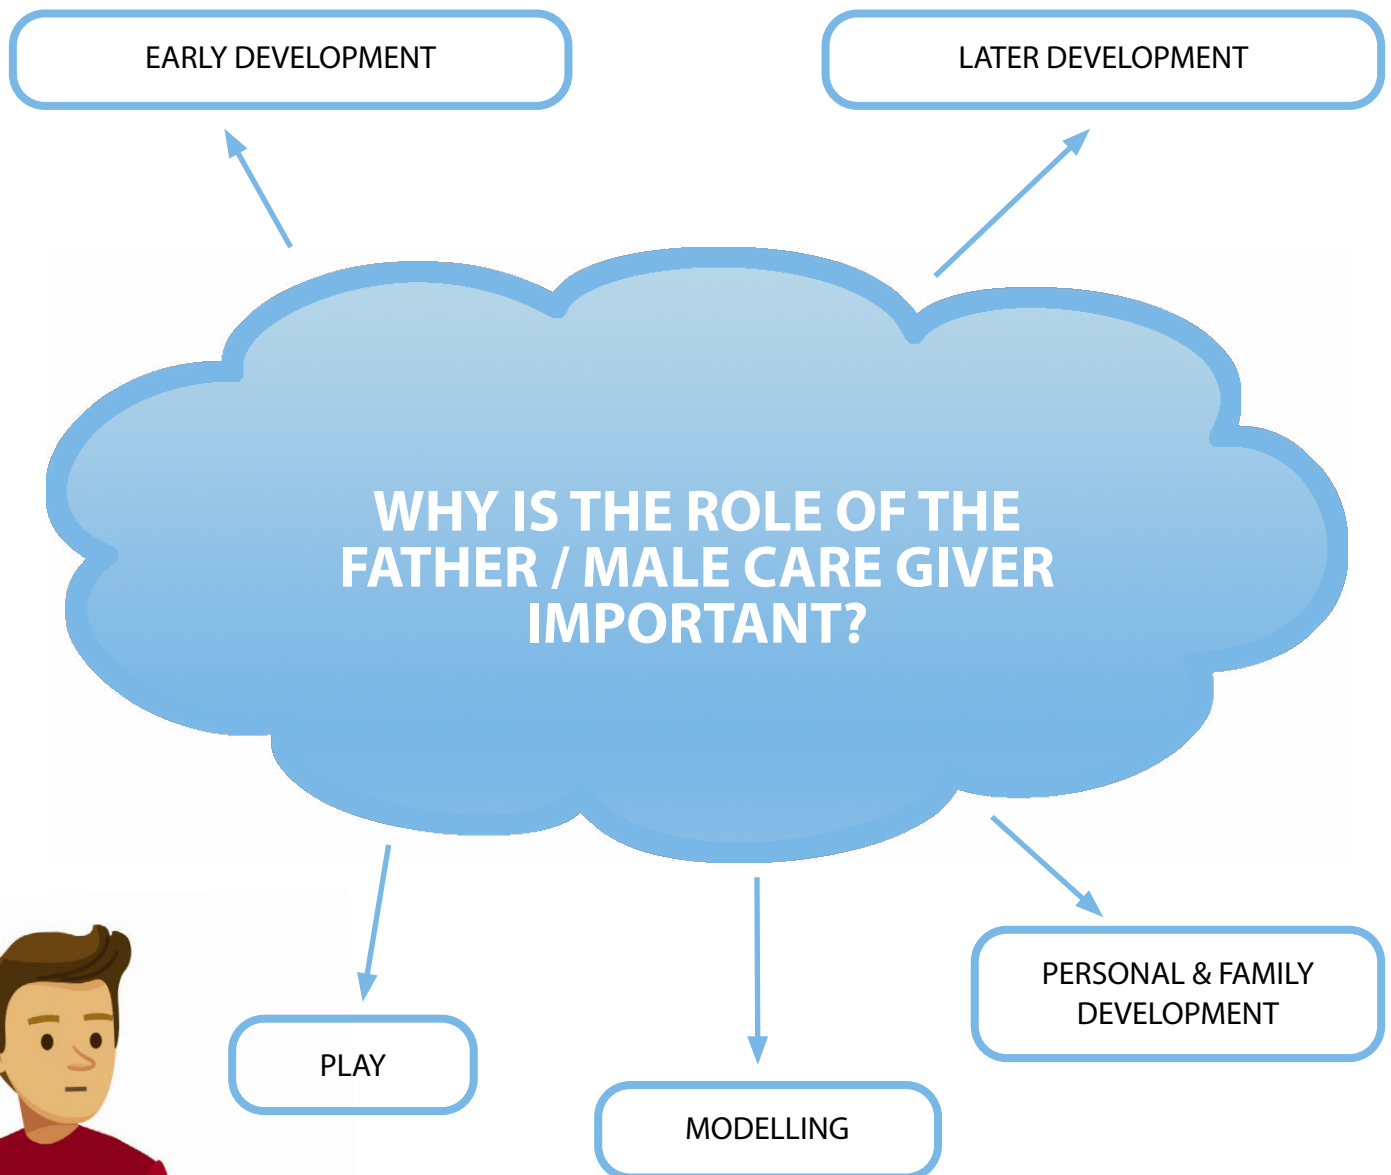 EARLY DEVELOPMENT
LATER DEVELOPMENT
WHY IS THE ROLE OF THE
FATHER / MALE CARE GIVER
IMPORTANT?
PERSONAL & FAMILY
DEVELOPMENT
PLAY
MODELLING